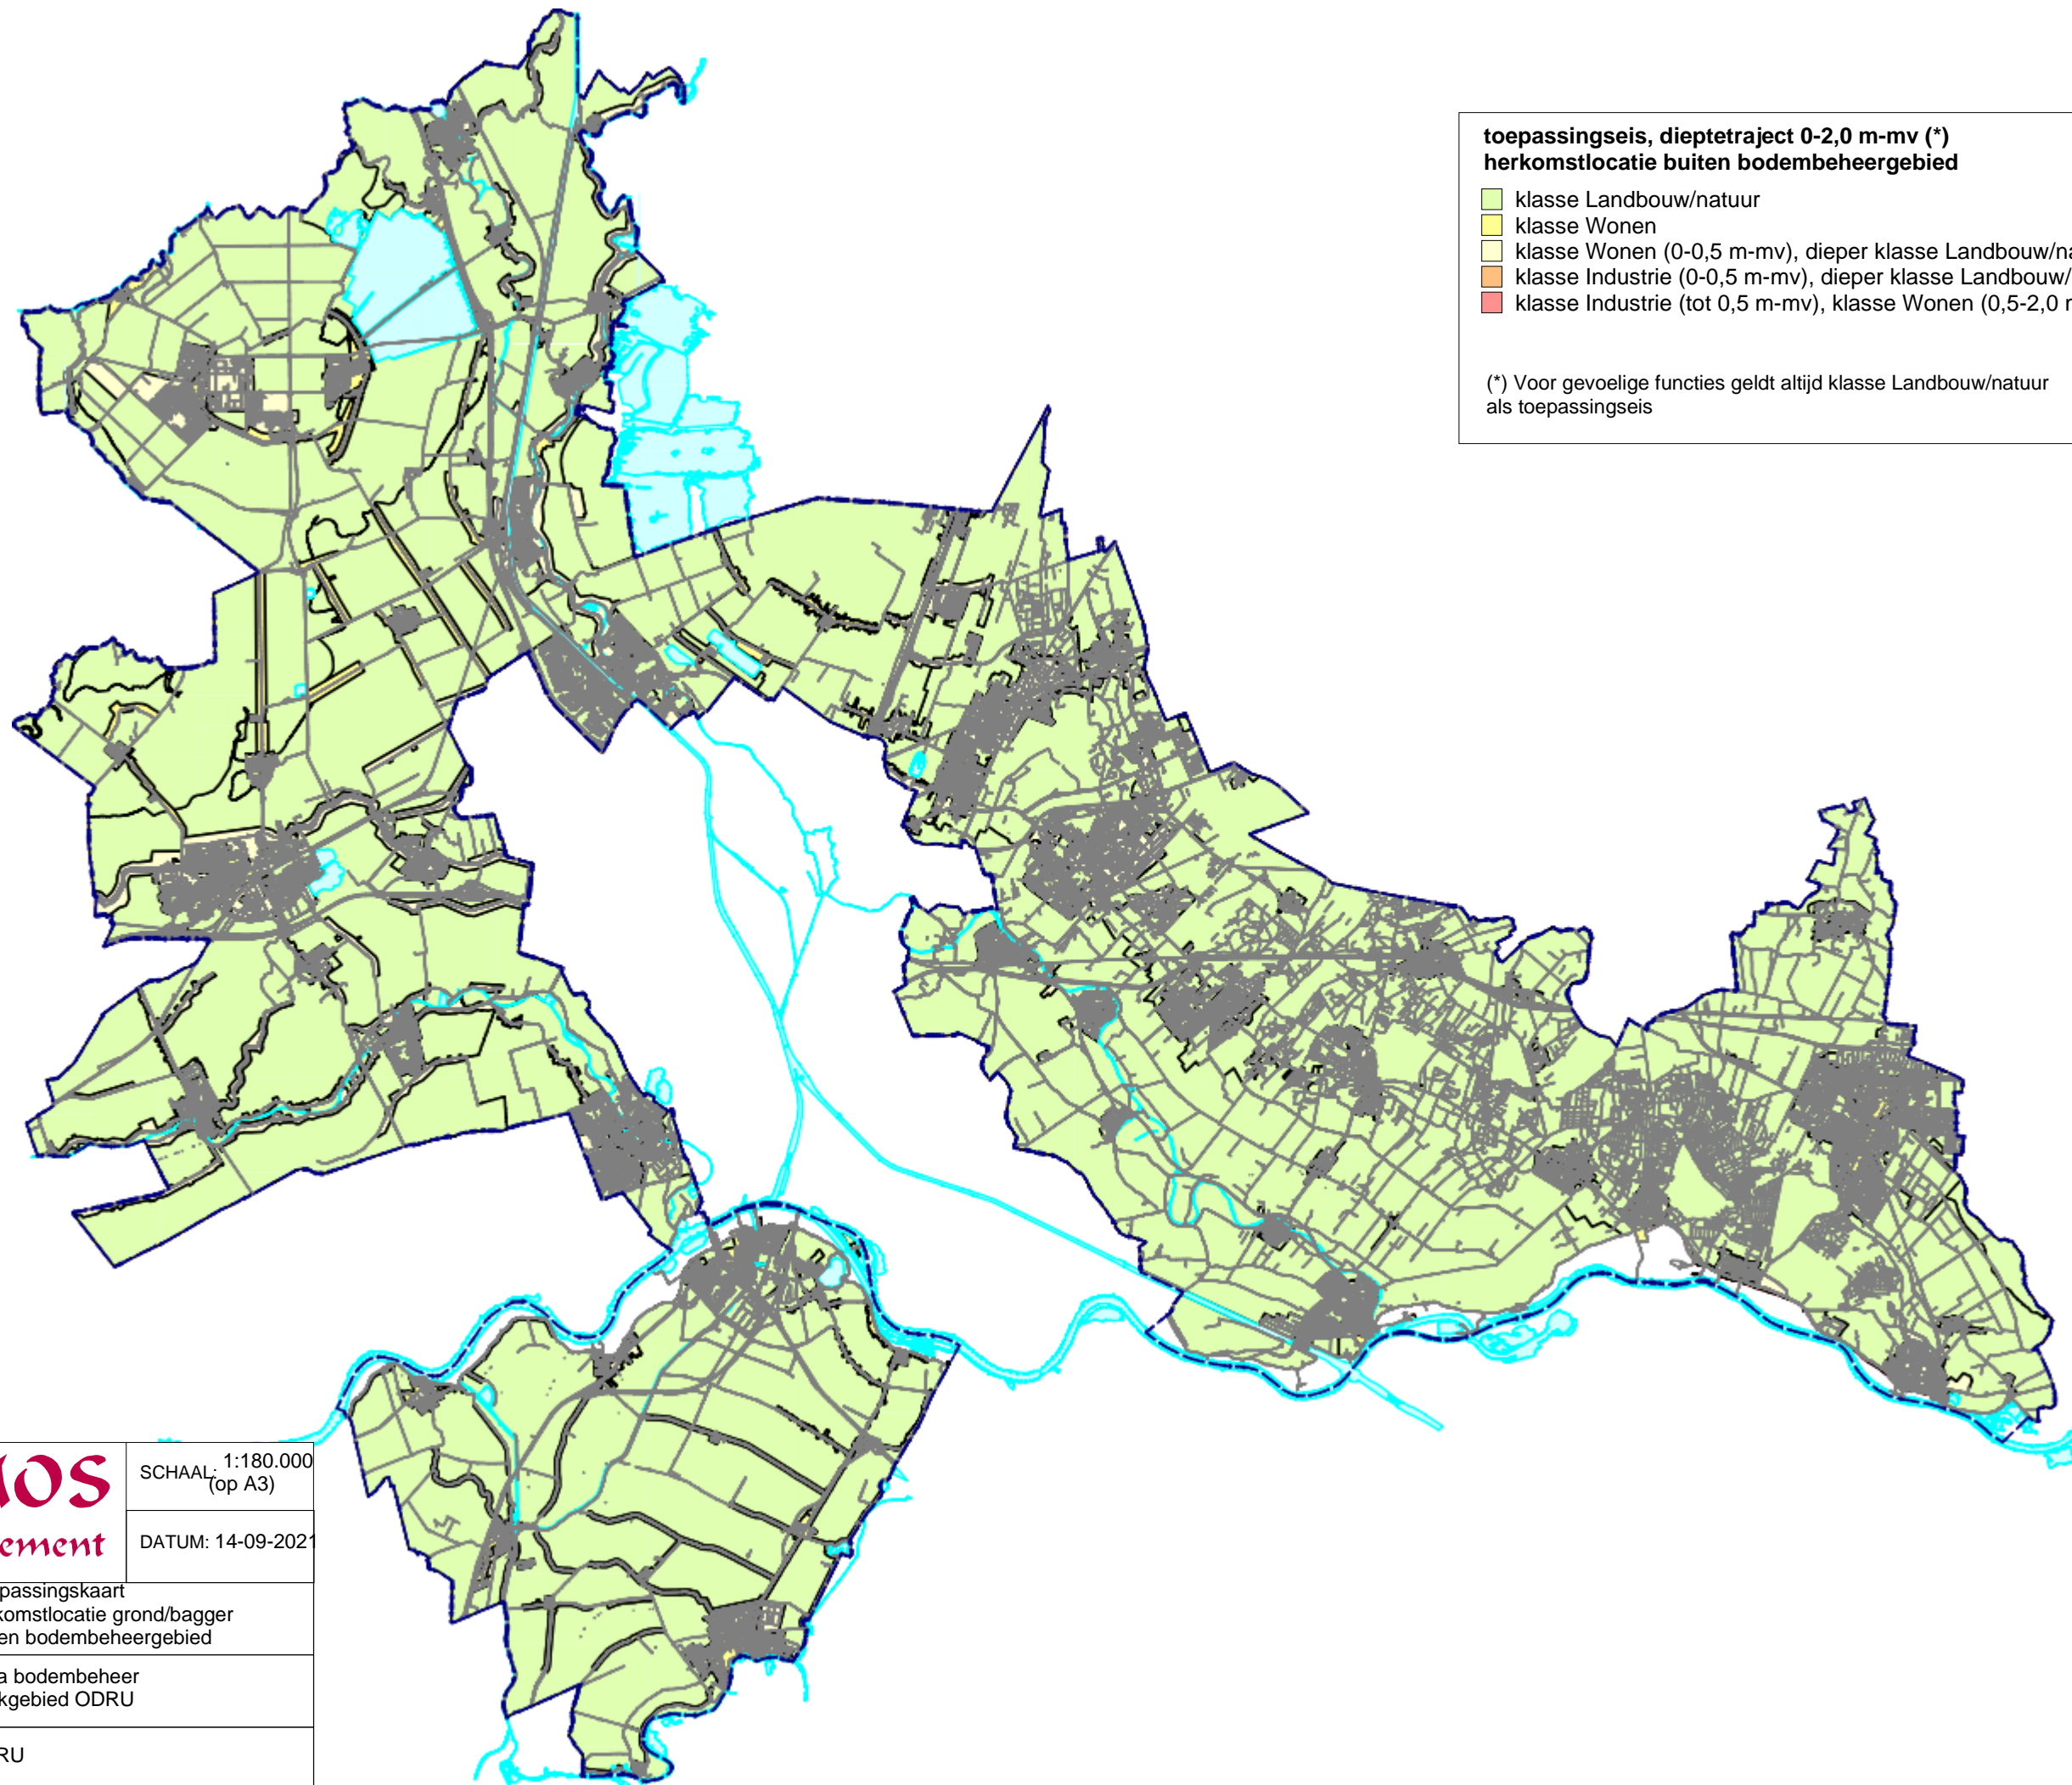 toepassingseis, dieptetraject 0-2,0 m-mv (*)
herkomstlocatie buiten bodembeheergebied
klasse Landbouw/natuur
klasse Wonen
klasse Wonen (0-0,5 m-mv), dieper klasse Landbouw/na
klasse Industrie (0-0,5 m-mv), dieper klasse Landbouw/
klasse Industrie (tot 0,5 m-mv), klasse Wonen (0,5-2,0 m
(*) Voor gevoelige functies geldt altijd klasse Landbouw/natuur
als toepassingseis
MOS
ement
SCHAAL: 1:180.000
(op A3)
DATUM: 14-09-2021
passingskaart
komstlocatie grond/bagger
en bodembeheergebied
a bodembeheer
kgebied ODRU
RU